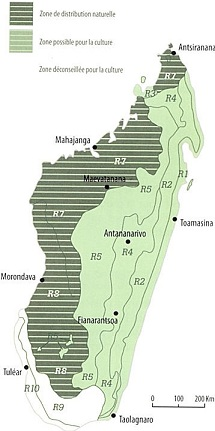 Zone de distribution naturelle
Zone possible pour la culture
Zone déconseillée pour la culture
Antsiranana
R7
R3
R4
Mahajanga
R3
R1
Maevatanana
R5
R2
R7
Toamasina
Antananarivo
R5
R4
Morondava
R2
R8
Fianarantsoa
R4
Tuléar
R8
R10
R5
R4
R9
Taolagnaro
0 100 200 Km